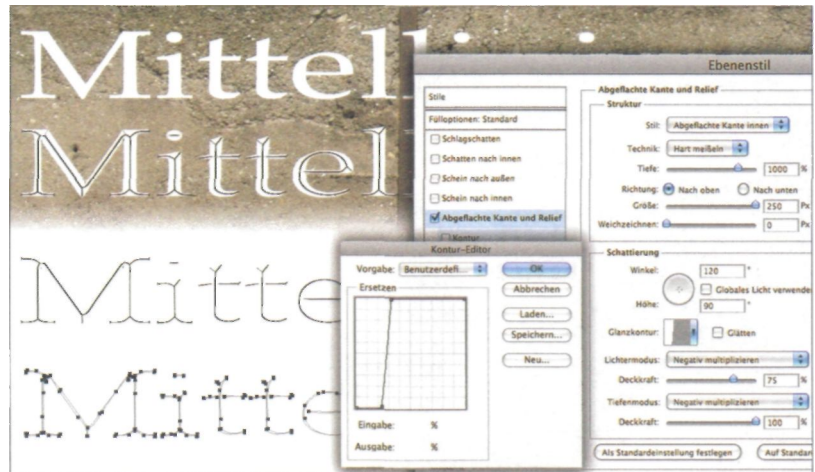 Mittell
Mittel
Mitte
Mitte
Ebenenstil
Stile
Fülloptionen: Standard
Schlagschatten
Schatten nach innen
Schein nach außen
Schein nach innen
Abgeflachte Kante und Relief
Kontur
Abgeflachte Kante und Relief
Struktur
Stil: Abgeflachte Kante innen
Technik: Hart meißeln
Tiefe: 1000 %
Richtung: Nach oben Nach unten
Größe: 250 Px
Weichzeichnen: 0 Px
Schattierung
Winkel: 120 °
Globales Licht verwende
Höhe: 90 °
Glanzkontur: Glätten
Lichtermodus: Negativ multiplizieren
Deckkraft: 75 %
Tiefenmodus: Negativ multiplizieren
Deckkraft: 100 %
Als Standardeinstellung festlegen Auf Standar
Kontur-Editor
Vorgabe: Benutzerdefi...
Ersetzen
Eingabe: %
Ausgabe: %
OK
Abbrechen
Laden...
Speichern...
Neu...